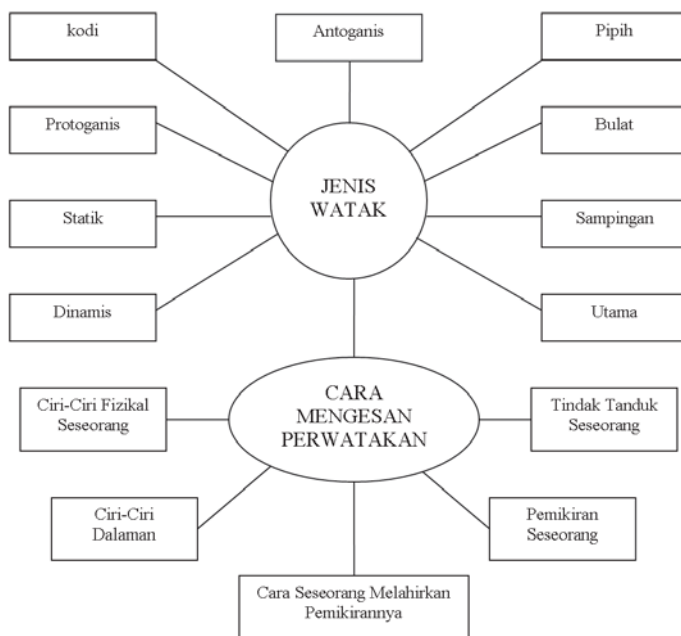 kodi
Antoganis
Pipih
Protoganis
Bulat
JENIS
WATAK
Statik
Sampingan
Dinamis
Utama
CARA
MENGESAN
PERWATAKAN
Ciri-Ciri Fizikal
Seseorang
Tindak Tanduk
Seseorang
Ciri-Ciri
Dalaman
Pemikiran
Seseorang
Cara Seseorang Melahirkan
Pemikirannya